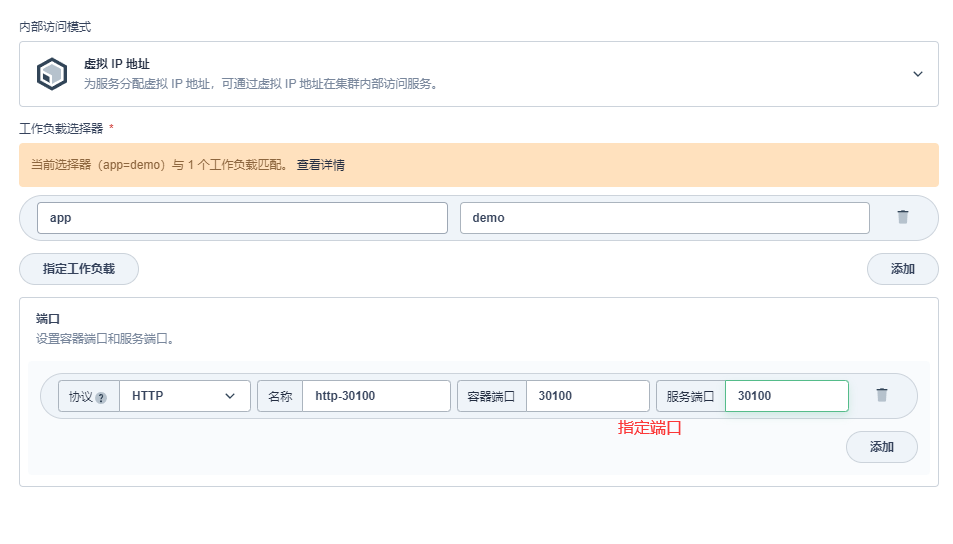 内部访问模式
虚拟 IP 地址
为服务分配虚拟 IP 地址，可通过虚拟 IP 地址在集群内部访问服务。
工作负载选择器 *
当前选择器（app=demo）与 1 个工作负载匹配。 查看详情
app demo
指定工作负载 添加
端口
设置容器端口和服务端口。
协议 ? HTTP 名称 http-30100 容器端口 30100 服务端口 30100
指定端口
添加